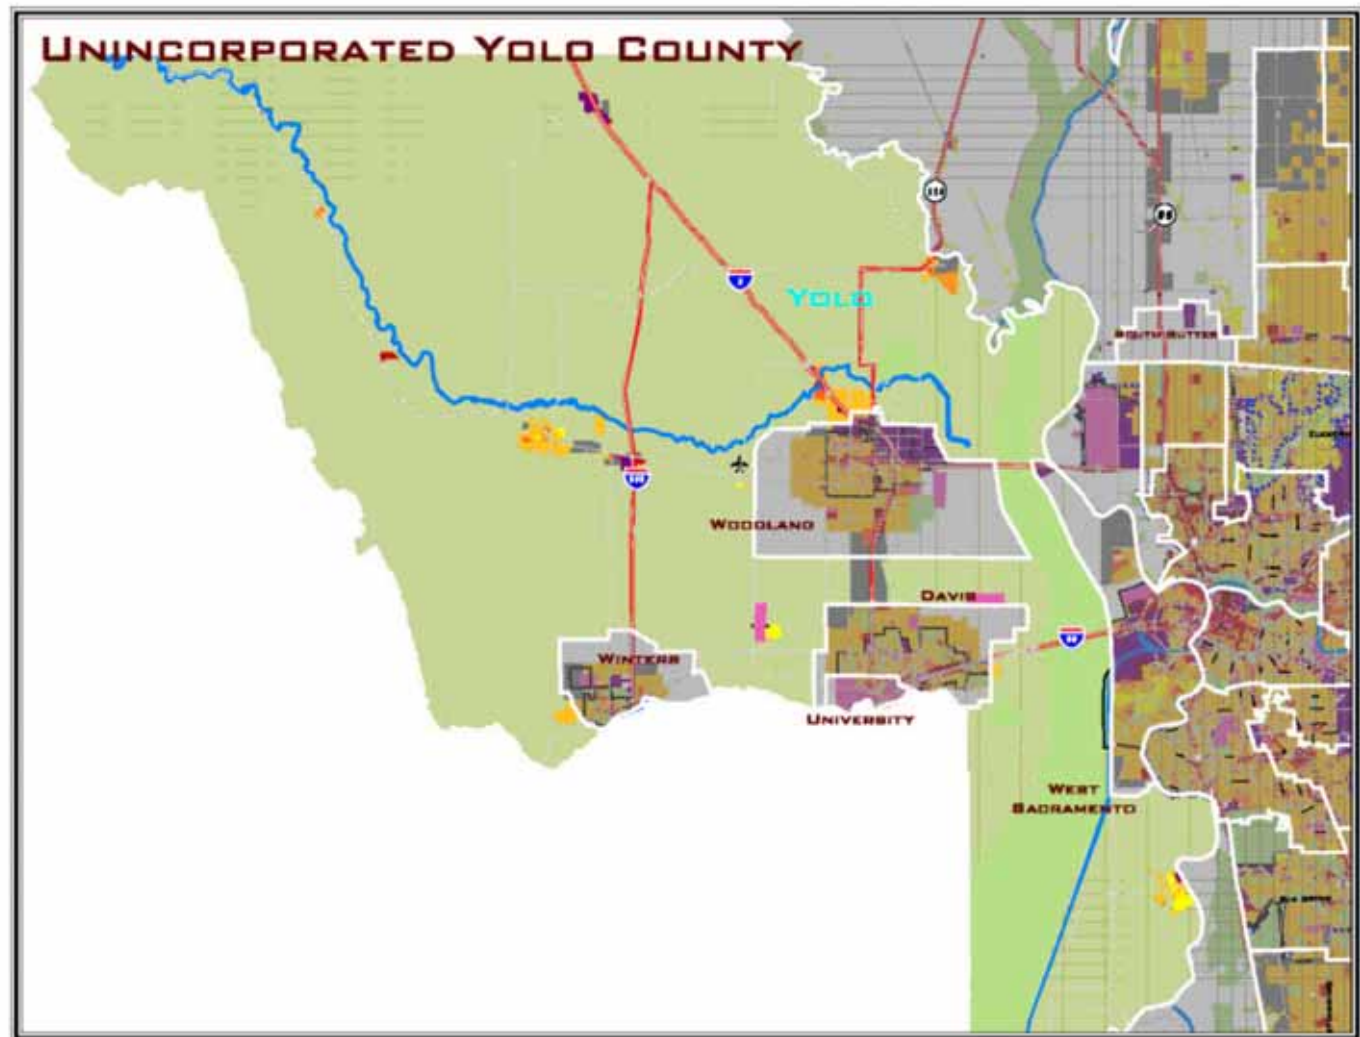 UNINCORPORATED YOLO COUNTY
YOLO
SOUTH SUTTER
WOODLAND
DAVIS
WINTERS
UNIVERSITY
WEST
SACRAMENTO